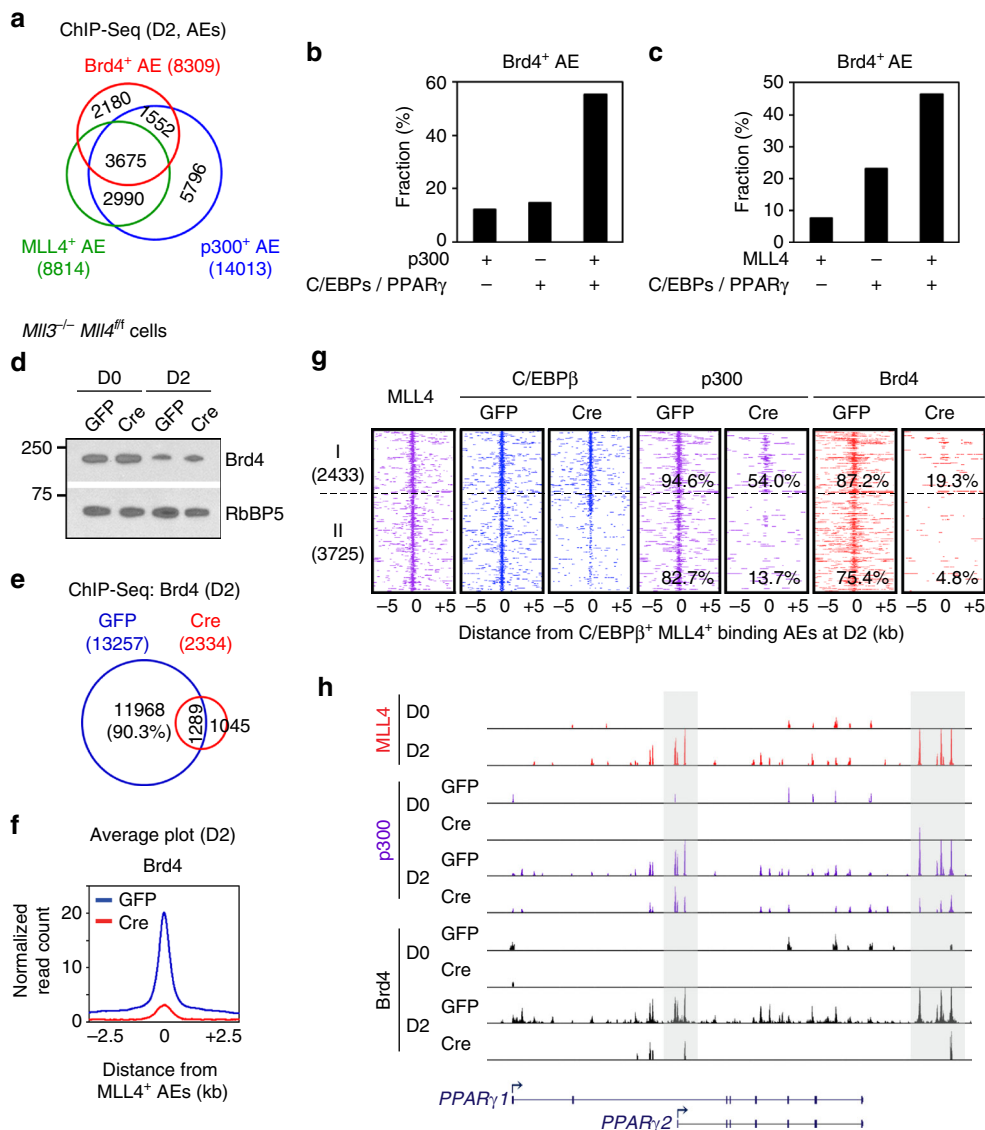 a
ChIP-Seq (D2, AEs)
Brd4⁺ AE (8309)
2180
1552
3675
2990
5796
MLL4⁺ AE
(8814)
p300⁺ AE
(14013)
b
Brd4⁺ AE
Fraction (%)
60
40
20
0
p300 + − +
C/EBPs / PPARγ − + +
c
Brd4⁺ AE
Fraction (%)
50
40
30
20
10
0
MLL4 + − +
C/EBPs / PPARγ − + +
Mll3⁻/⁻ Mll4f/f cells
d
D0 D2
GFP Cre GFP Cre
250
Brd4
75
RbBP5
e
ChIP-Seq: Brd4 (D2)
GFP
(13257)
Cre
(2334)
11968
(90.3%)
1289
1045
f
Average plot (D2)
Brd4
GFP
Cre
Normalized
read count
20
10
0
−2.5 0 +2.5
Distance from
MLL4⁺ AEs (kb)
g
MLL4 C/EBPβ p300 Brd4
GFP Cre GFP Cre GFP Cre
I
(2433)
94.6% 54.0% 87.2% 19.3%
II
(3725)
82.7% 13.7% 75.4% 4.8%
−5 0 +5 −5 0 +5 −5 0 +5 −5 0 +5 −5 0 +5 −5 0 +5 −5 0 +5
Distance from C/EBPβ⁺ MLL4⁺ binding AEs at D2 (kb)
h
MLL4
D0
D2
p300
D0
GFP
Cre
D2
GFP
Cre
Brd4
D0
GFP
Cre
D2
GFP
Cre
PPARγ1
PPARγ2